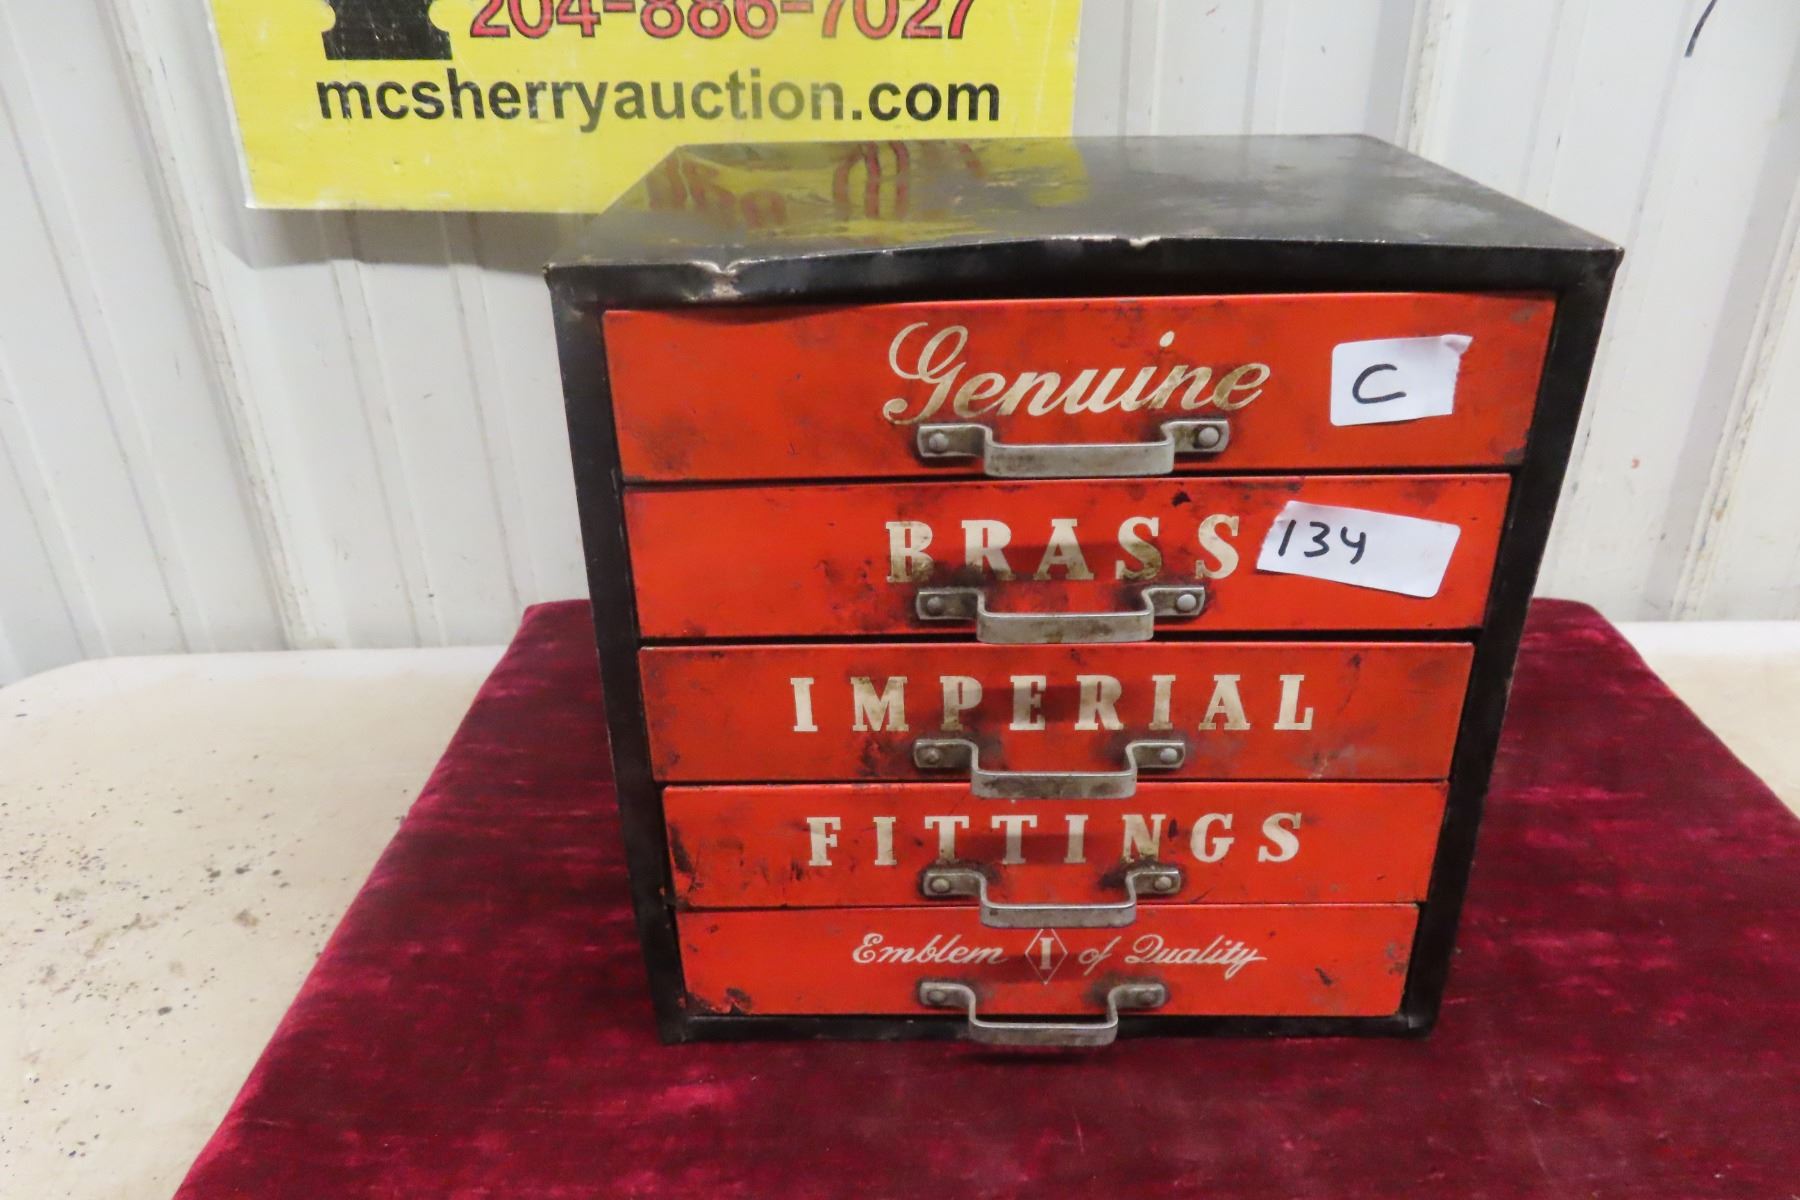 204-886-7027
mcsherryauction.com
Genuine
C
BRASS
134
IMPERIAL
FITTINGS
Emblem I of Quality